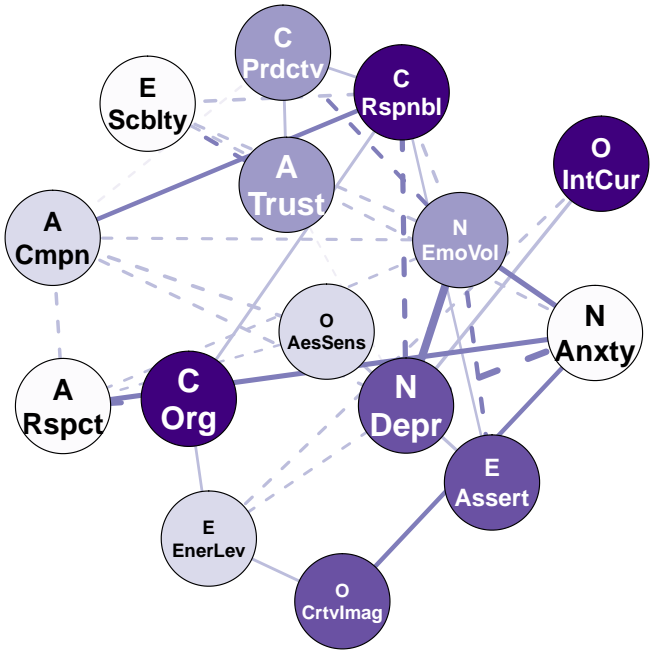 C
Prdctv
E
Scblty
C
Rspnbl
O
IntCur
A
Trust
A
Cmpn
N
EmoVol
O
AesSens
N
Anxty
A
Rspct
C
Org
N
Depr
E
Assert
E
EnerLev
O
CrtvImag